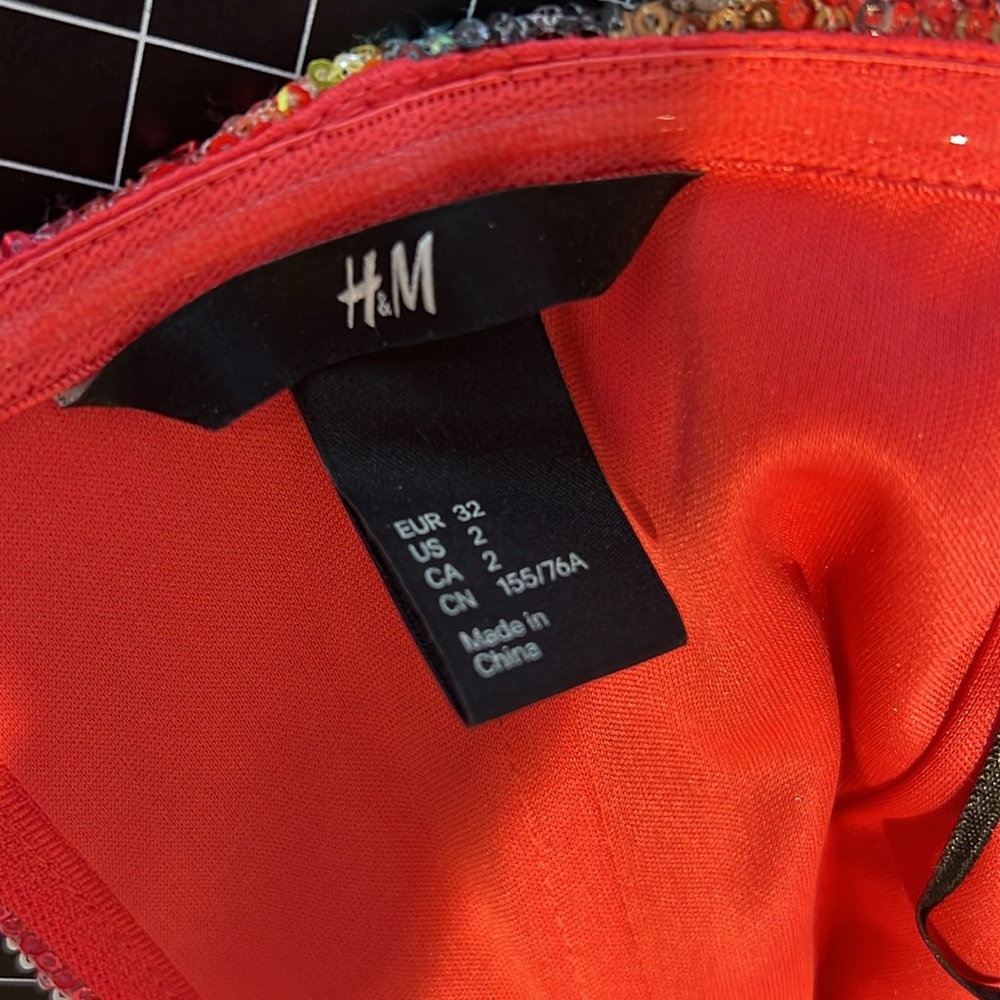 H&M
EUR 32
US 2
CA 2
CN 155/76A
Made in
China